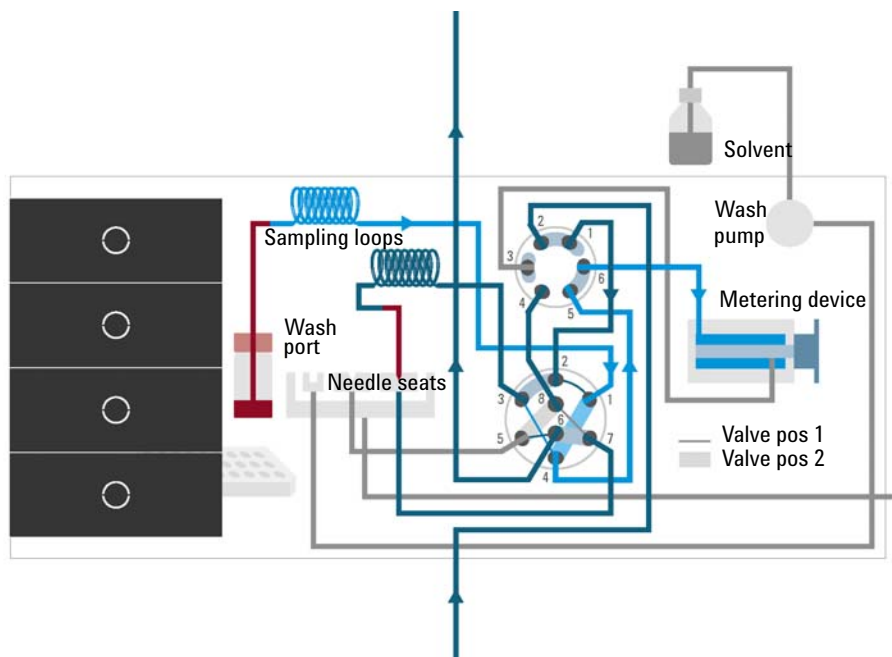 Solvent
Wash
pump
Sampling loops
2
1
3
6
4
5
Metering device
Wash
port
Needle seats
2
3
8
1
6
5
7
4
Valve pos 1
Valve pos 2